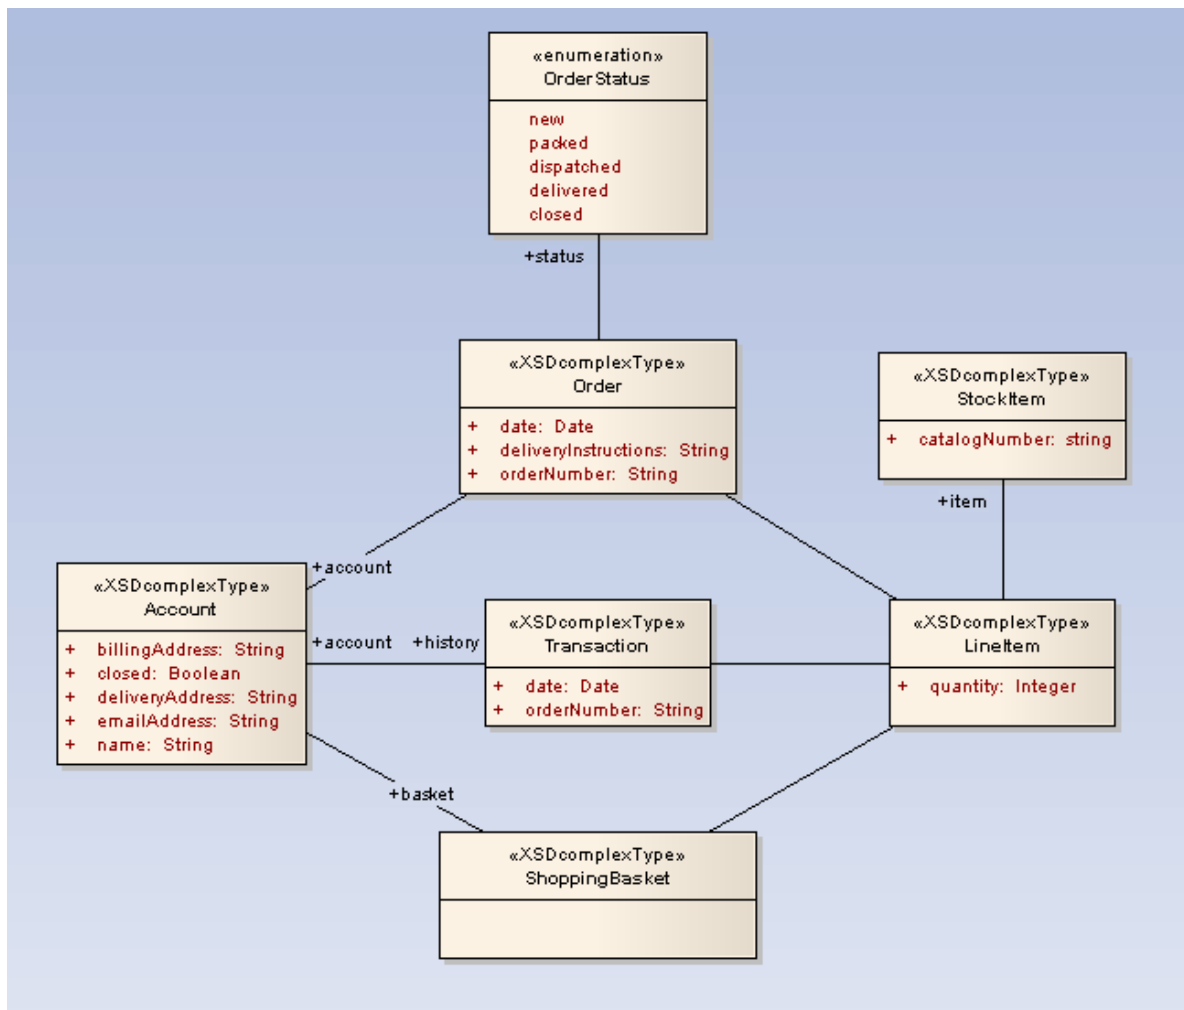 «enumeration»
OrderStatus
new
packed
dispatched
delivered
closed
+status
«XSDcomplexType»
Order
+ date: Date
+ deliveryInstructions: String
+ orderNumber: String
«XSDcomplexType»
StockItem
+ catalogNumber: string
+item
+account
«XSDcomplexType»
Account
+ billingAddress: String
+ closed: Boolean
+ deliveryAddress: String
+ emailAddress: String
+ name: String
+account
+history
«XSDcomplexType»
Transaction
+ date: Date
+ orderNumber: String
«XSDcomplexType»
LineItem
+ quantity: Integer
+basket
«XSDcomplexType»
ShoppingBasket